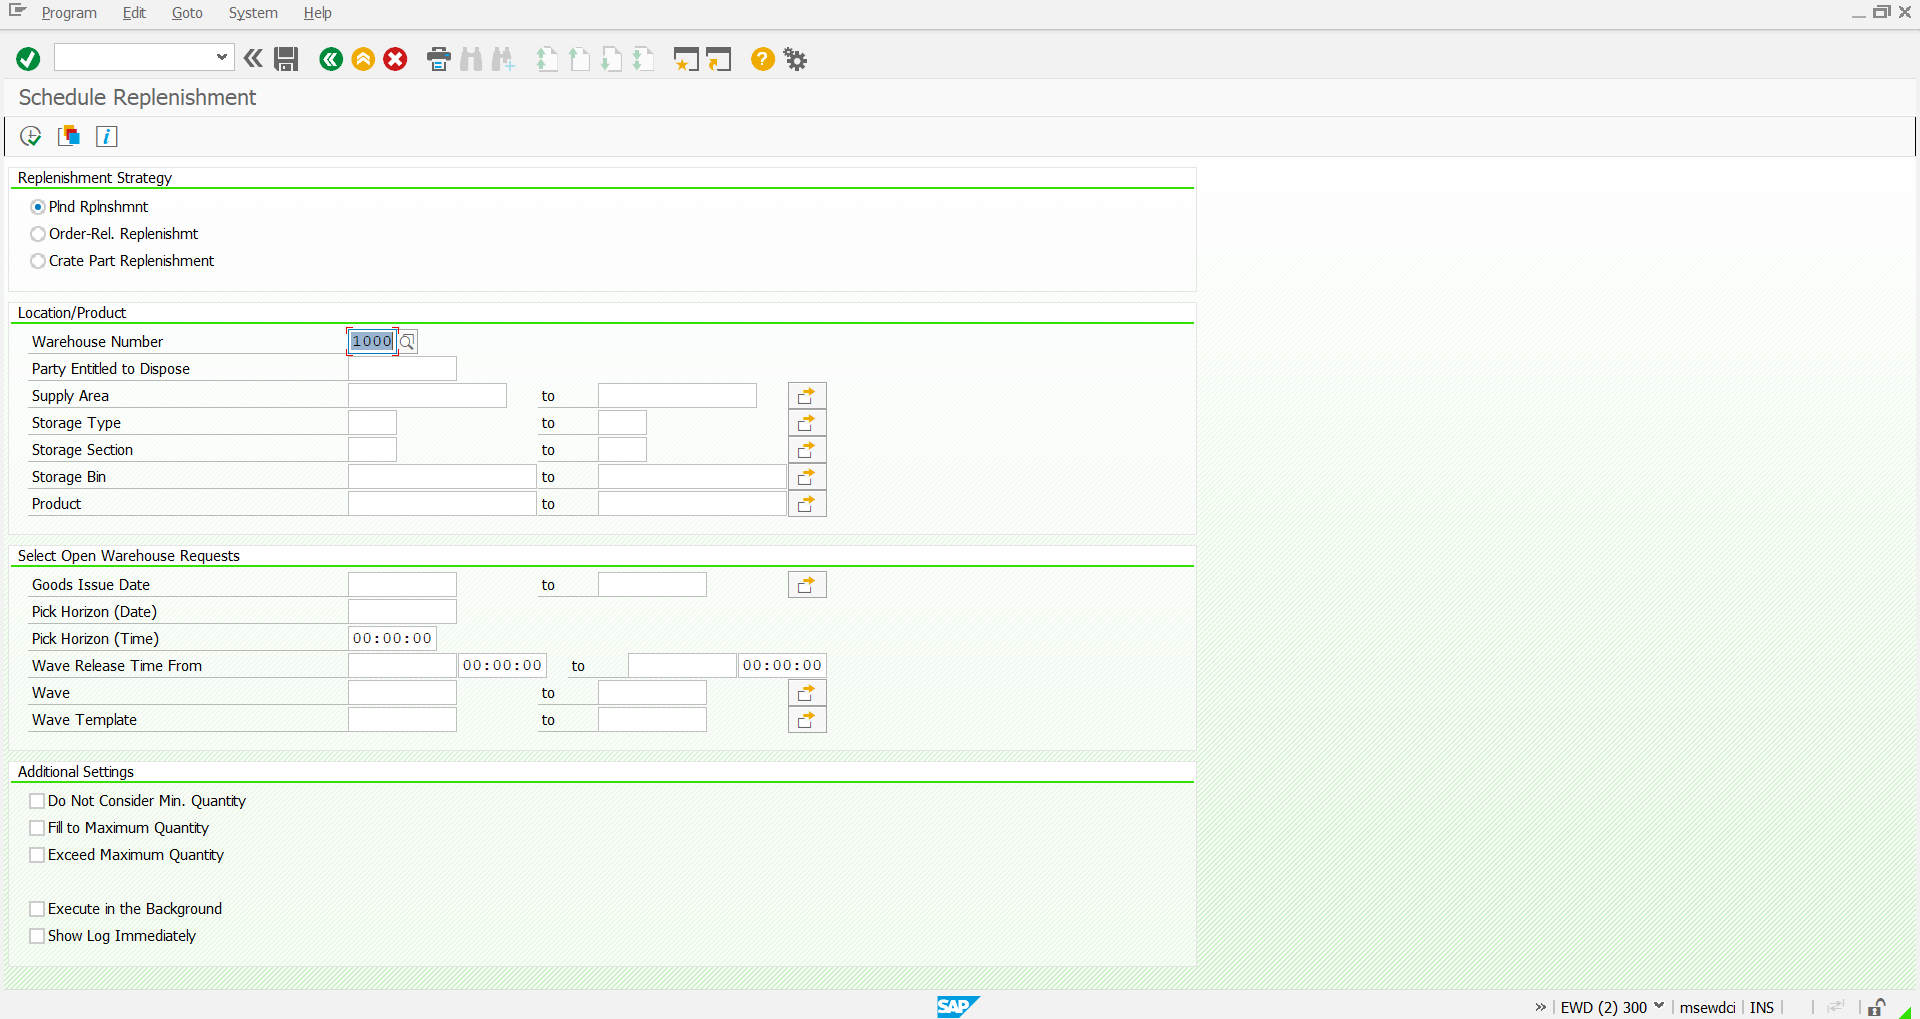 Program Edit Goto System Help
Schedule Replenishment
Replenishment Strategy
Plnd Rplnshmnt
Order-Rel. Replenishmt
Crate Part Replenishment
Location/Product
Warehouse Number 1000
Party Entitled to Dispose
Supply Area to
Storage Type to
Storage Section to
Storage Bin to
Product to
Select Open Warehouse Requests
Goods Issue Date to
Pick Horizon (Date)
Pick Horizon (Time) 00:00:00
Wave Release Time From 00:00:00 to 00:00:00
Wave to
Wave Template to
Additional Settings
Do Not Consider Min. Quantity
Fill to Maximum Quantity
Exceed Maximum Quantity
Execute in the Background
Show Log Immediately
SAP EWD (2) 300 msewdci INS